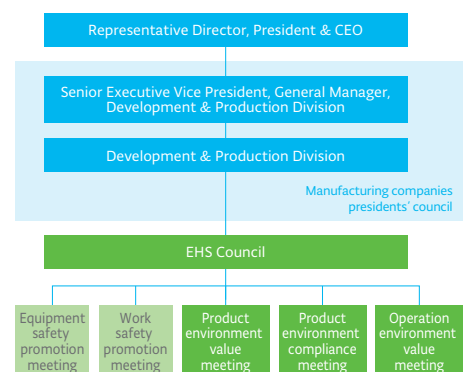 Representative Director, President & CEO
Senior Executive Vice President, General Manager,
Development & Production Division
Development & Production Division
Manufacturing companies
presidents' council
EHS Council
Equipment
safety
promotion
meeting
Work
safety
promotion
meeting
Product
environment
value
meeting
Product
environment
compliance
meeting
Operation
environment
value
meeting